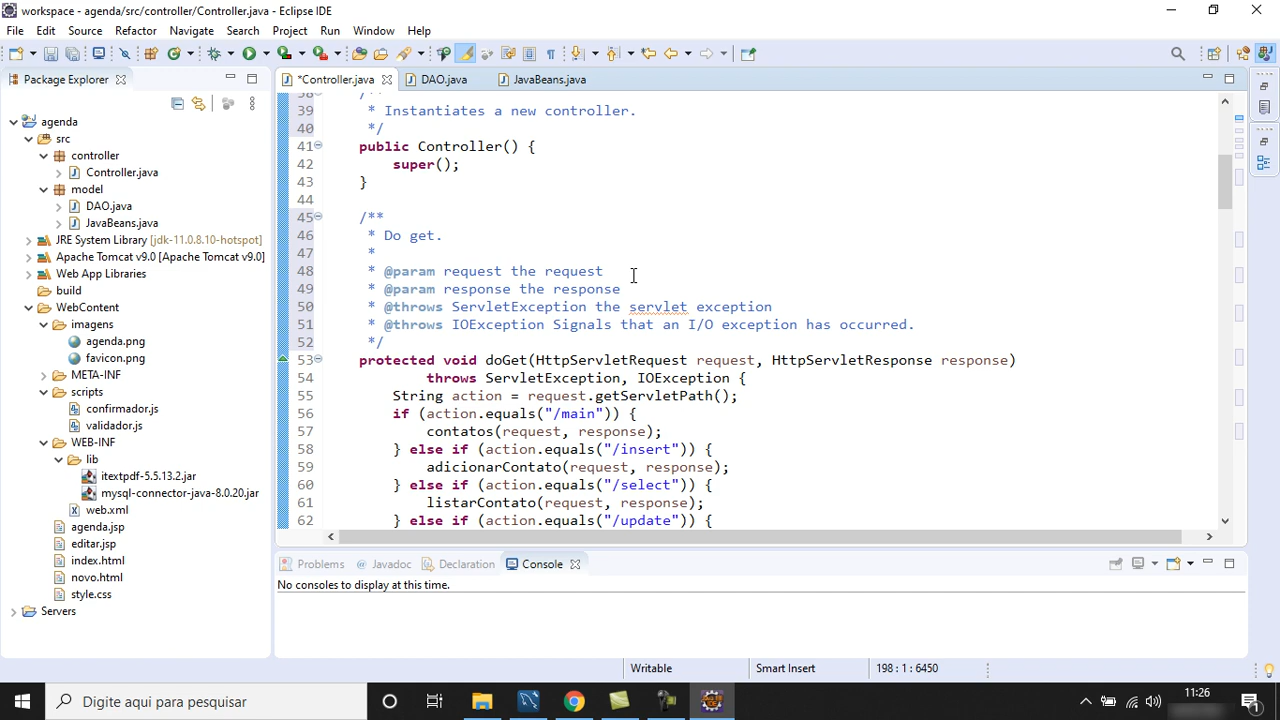 workspace - agenda/src/controller/Controller.java - Eclipse IDE
File Edit Source Refactor Navigate Search Project Run Window Help
Package Explorer
*Controller.java DAO.java JavaBeans.java
agenda
src
controller
Controller.java
model
DAO.java
JavaBeans.java
JRE System Library [jdk-11.0.8.10-hotspot]
Apache Tomcat v9.0 [Apache Tomcat v9.0]
Web App Libraries
build
WebContent
imagens
agenda.png
favicon.png
META-INF
scripts
confirmador.js
validador.js
WEB-INF
lib
itextpdf-5.5.13.2.jar
mysql-connector-java-8.0.20.jar
web.xml
agenda.jsp
editar.jsp
index.html
novo.html
style.css
Servers
38 /**
39 * Instantiates a new controller.
40 */
41 public Controller() {
42 super();
43 }
44
45 /**
46 * Do get.
47 *
48 * @param request the request
49 * @param response the response
50 * @throws ServletException the servlet exception
51 * @throws IOException Signals that an I/O exception has occurred.
52 */
53 protected void doGet(HttpServletRequest request, HttpServletResponse response)
54 throws ServletException, IOException {
55 String action = request.getServletPath();
56 if (action.equals("/main")) {
57 contatos(request, response);
58 } else if (action.equals("/insert")) {
59 adicionarContato(request, response);
60 } else if (action.equals("/select")) {
61 listarContato(request, response);
62 } else if (action.equals("/update")) {
Problems Javadoc Declaration Console
No consoles to display at this time.
Writable Smart Insert 198 : 1 : 6450
Digite aqui para pesquisar
11:26